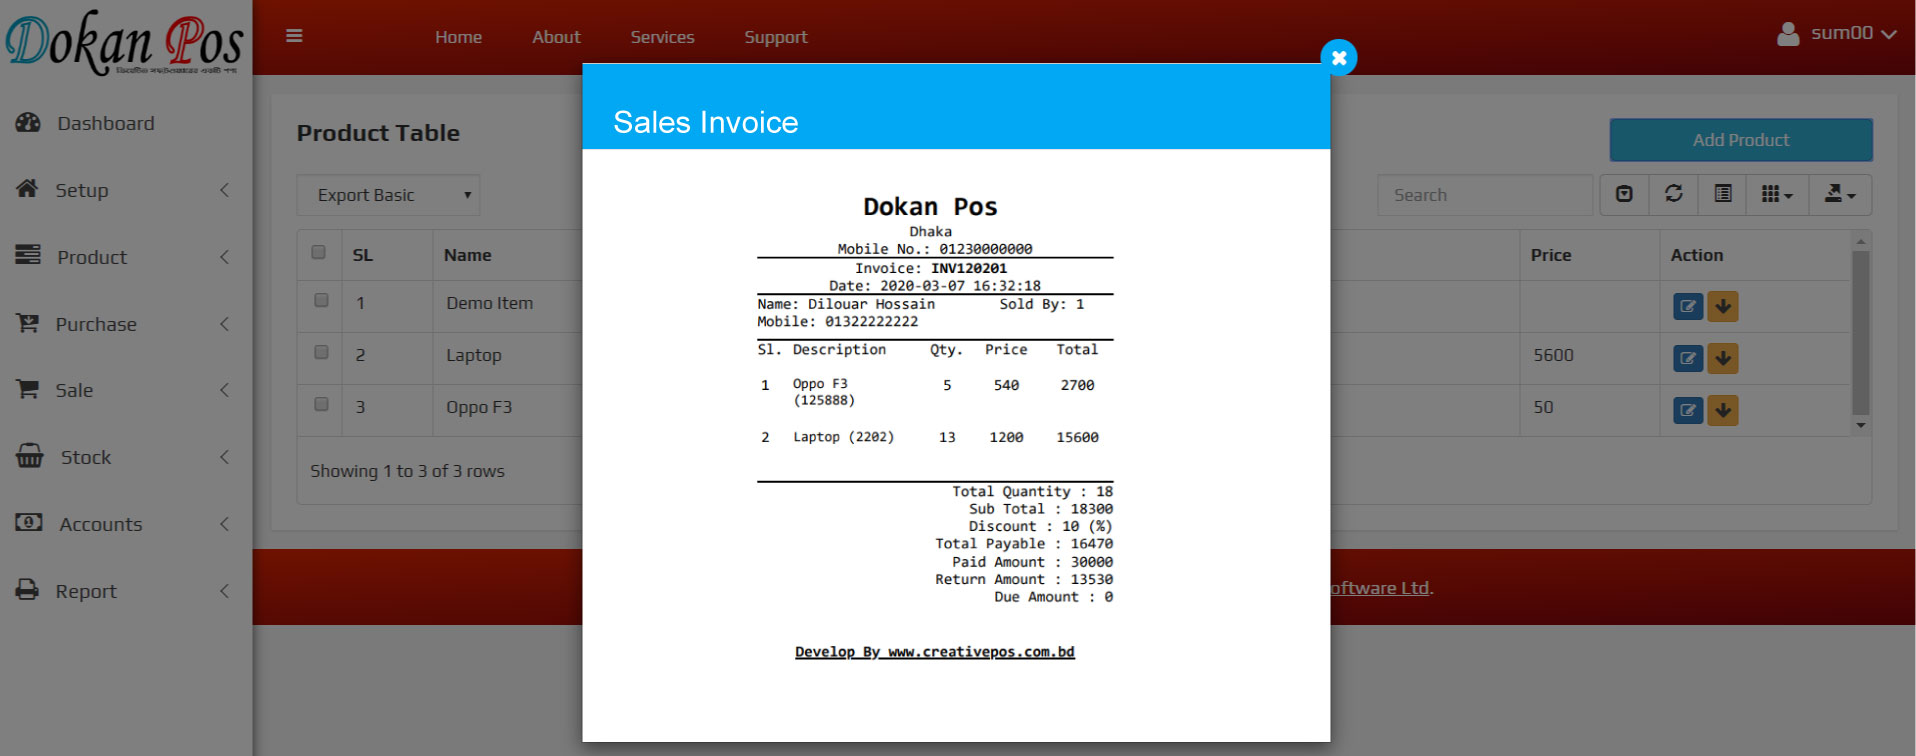 Dokan Pos
Home About Services Support
sum00
Dashboard
Setup
Product
Purchase
Sale
Stock
Accounts
Report
Product Table
Add Product
Export Basic
Search
SL Name Price Action
1 Demo Item
2 Laptop 5600
3 Oppo F3 50
Showing 1 to 3 of 3 rows
oftware Ltd.
Sales Invoice
Dokan Pos
Dhaka
Mobile No.: 01230000000
Invoice: INV120201
Date: 2020-03-07 16:32:18
Name: Dilouar Hossain Sold By: 1
Mobile: 01322222222
Sl. Description Qty. Price Total
1 Oppo F3 5 540 2700
(125888)
2 Laptop (2202) 13 1200 15600
Total Quantity : 18
Sub Total : 18300
Discount : 10 (%)
Total Payable : 16470
Paid Amount : 30000
Return Amount : 13530
Due Amount : 0
Develop By www.creativepos.com.bd